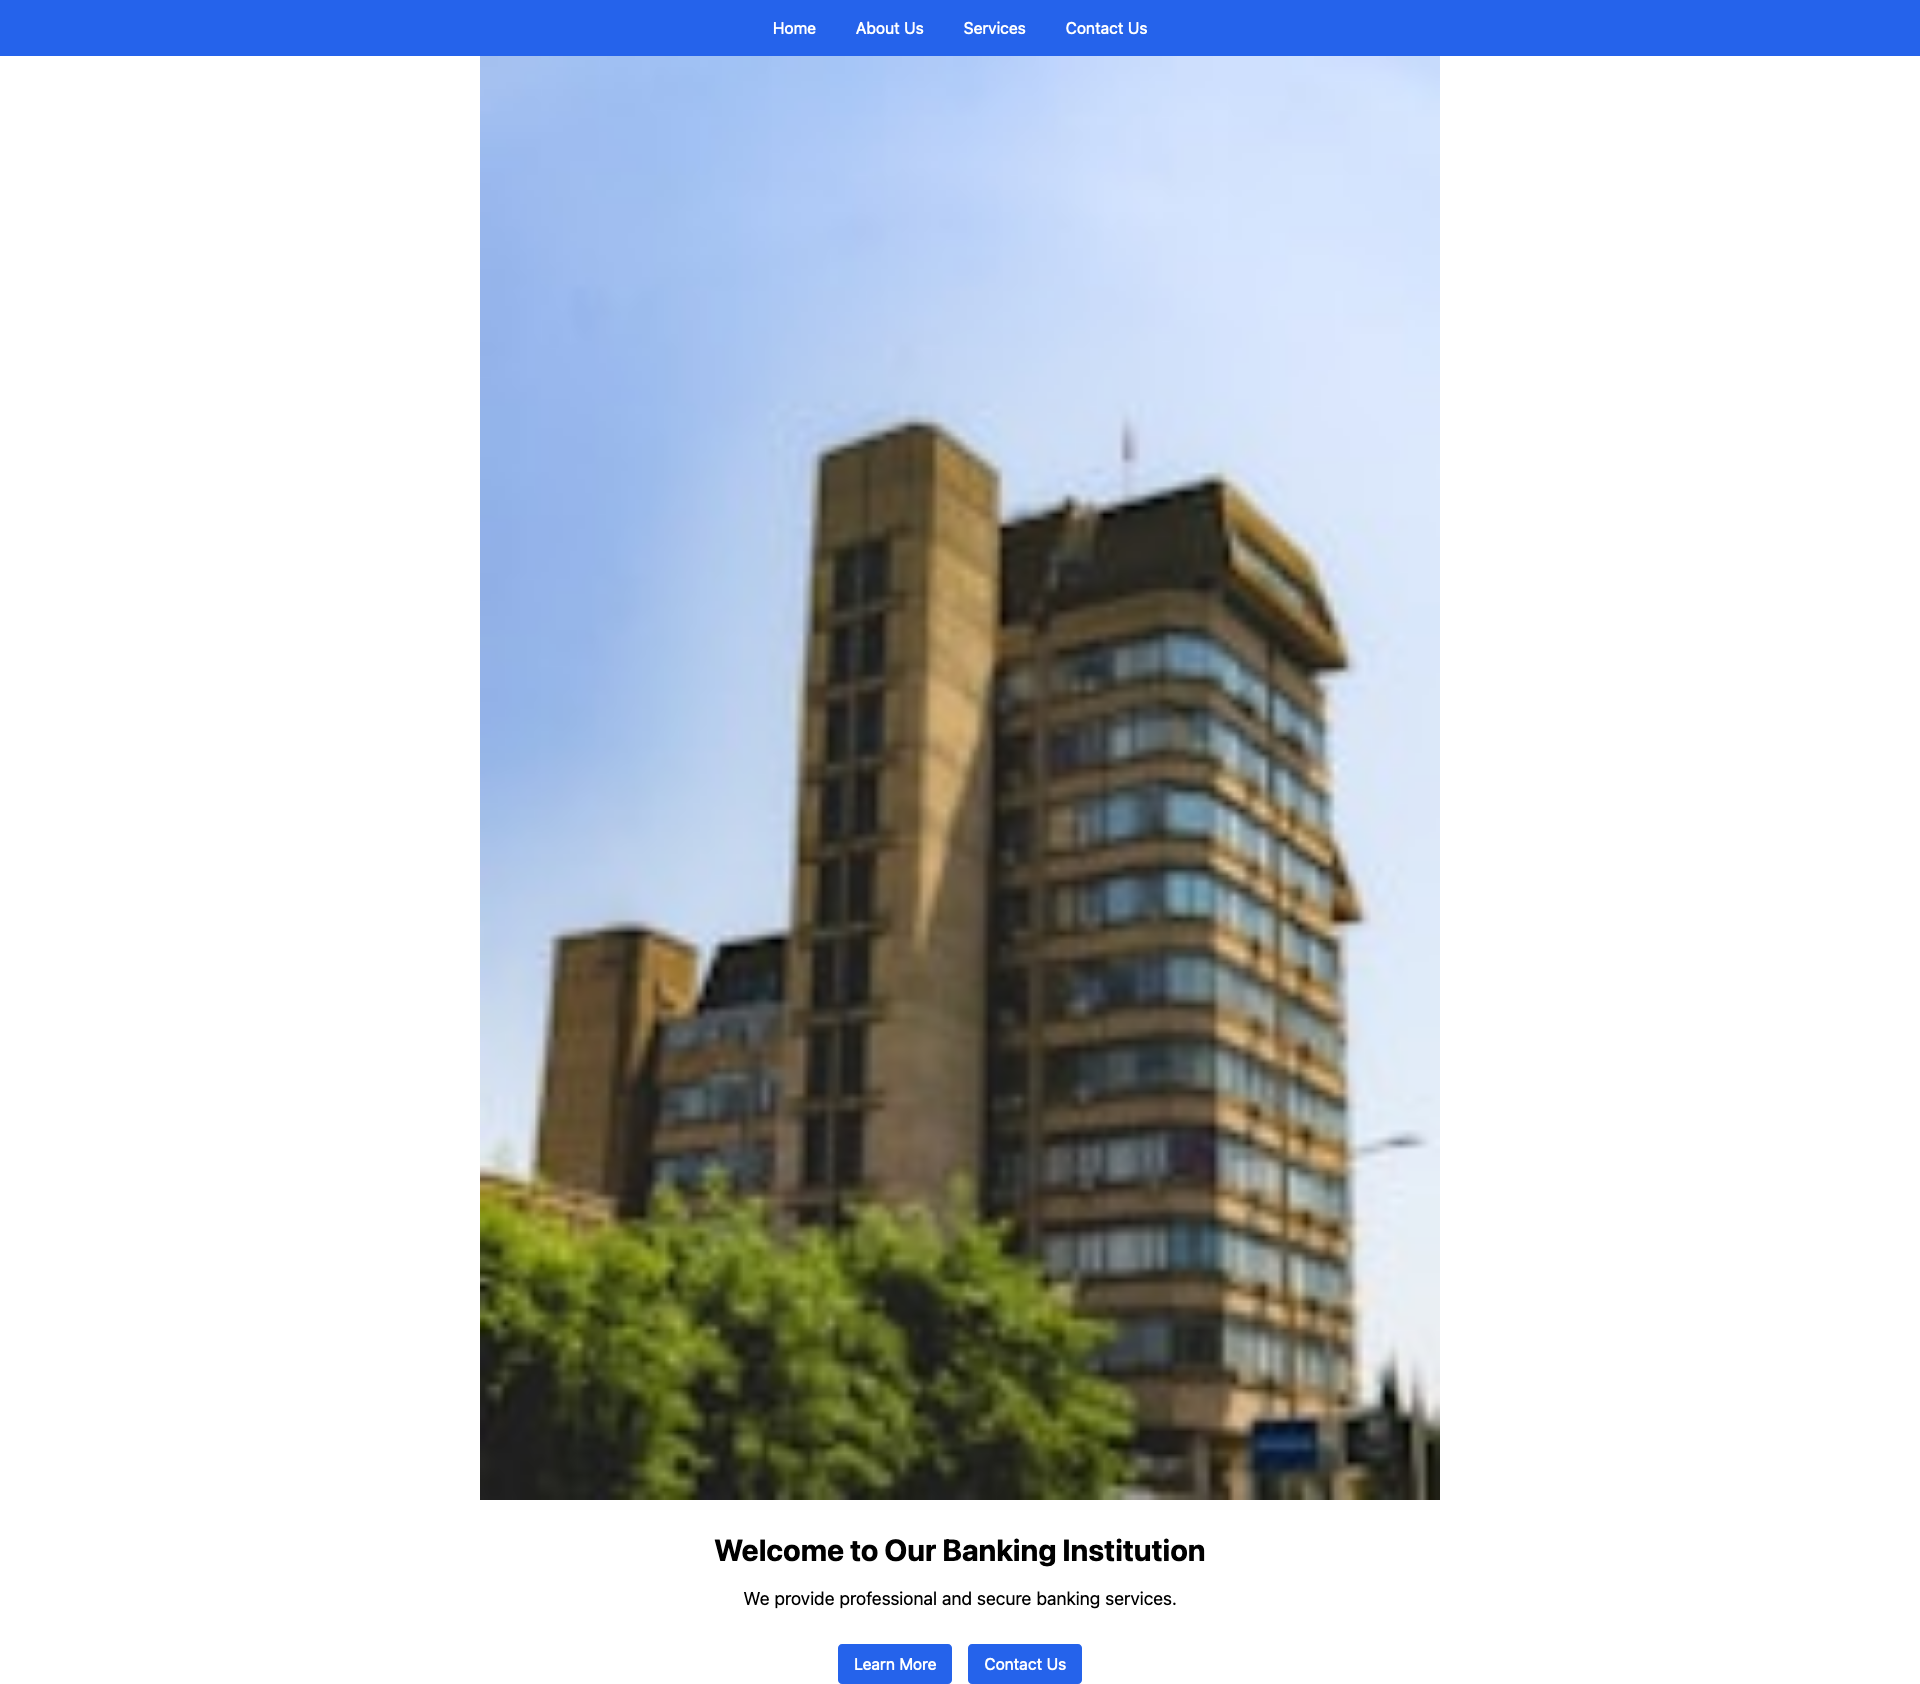 Home About Us Services Contact Us
Welcome to Our Banking Institution
We provide professional and secure banking services.
Learn More Contact Us